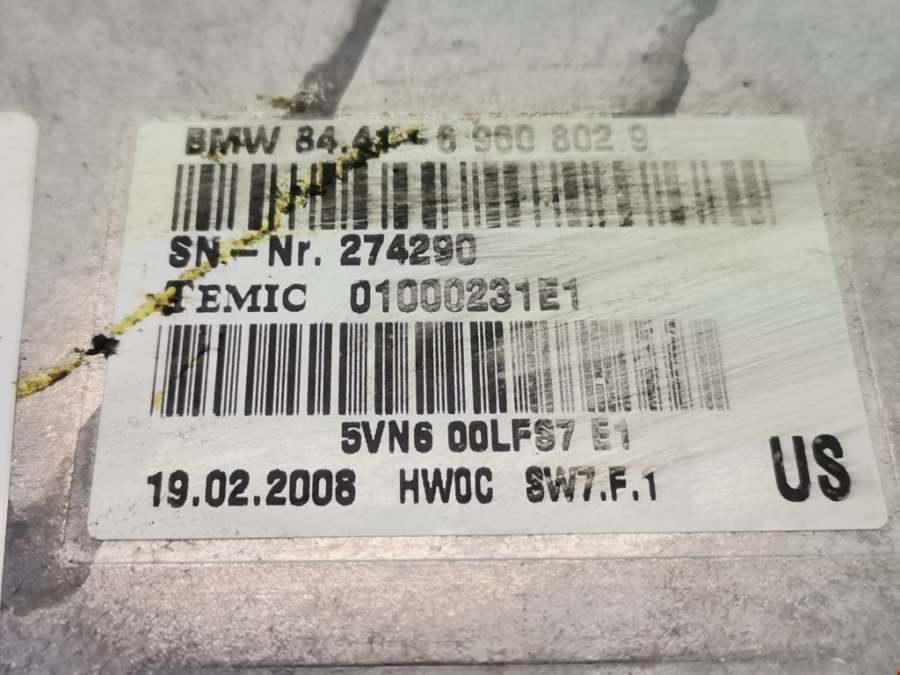 BMW 84.41 - 6 960 802 9
SN-Nr. 274290
TEMIC 01000231E1
5VN6 00LFS7 E1
19.02.2008 HW0C SW7.F.1
US